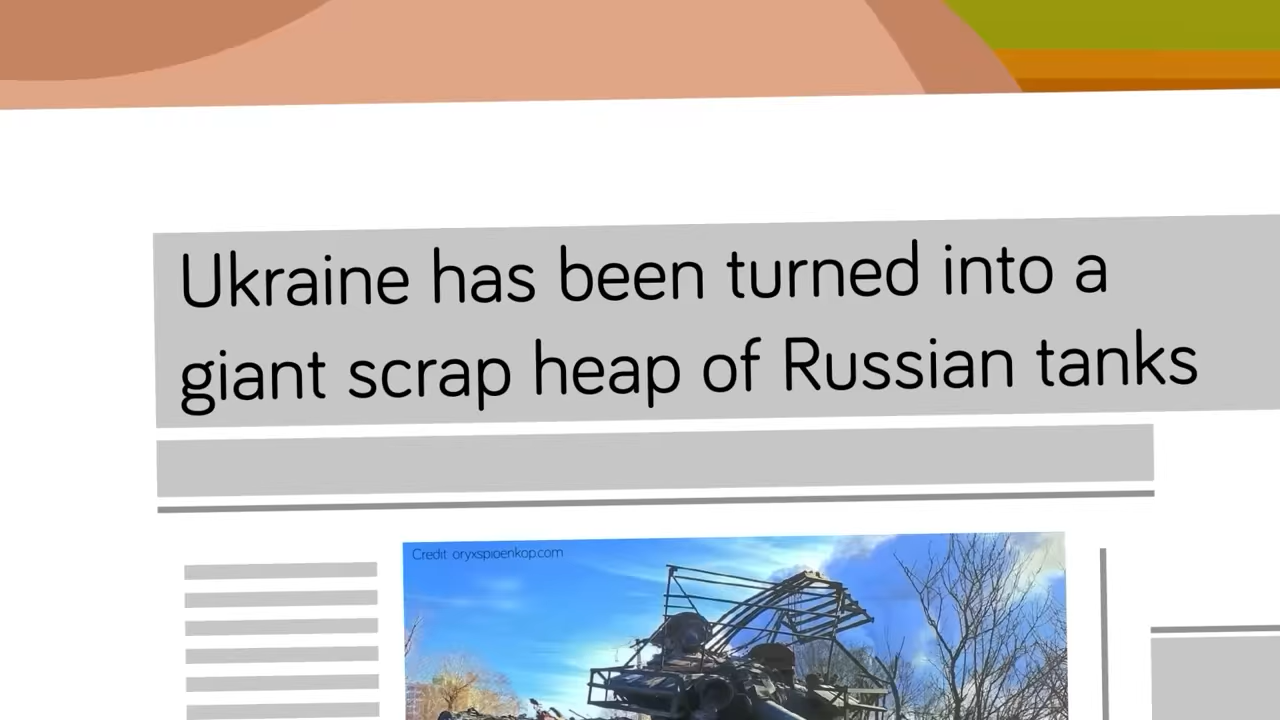 Ukraine has been turned into a
giant scrap heap of Russian tanks
Credit oryxspioenkop.com